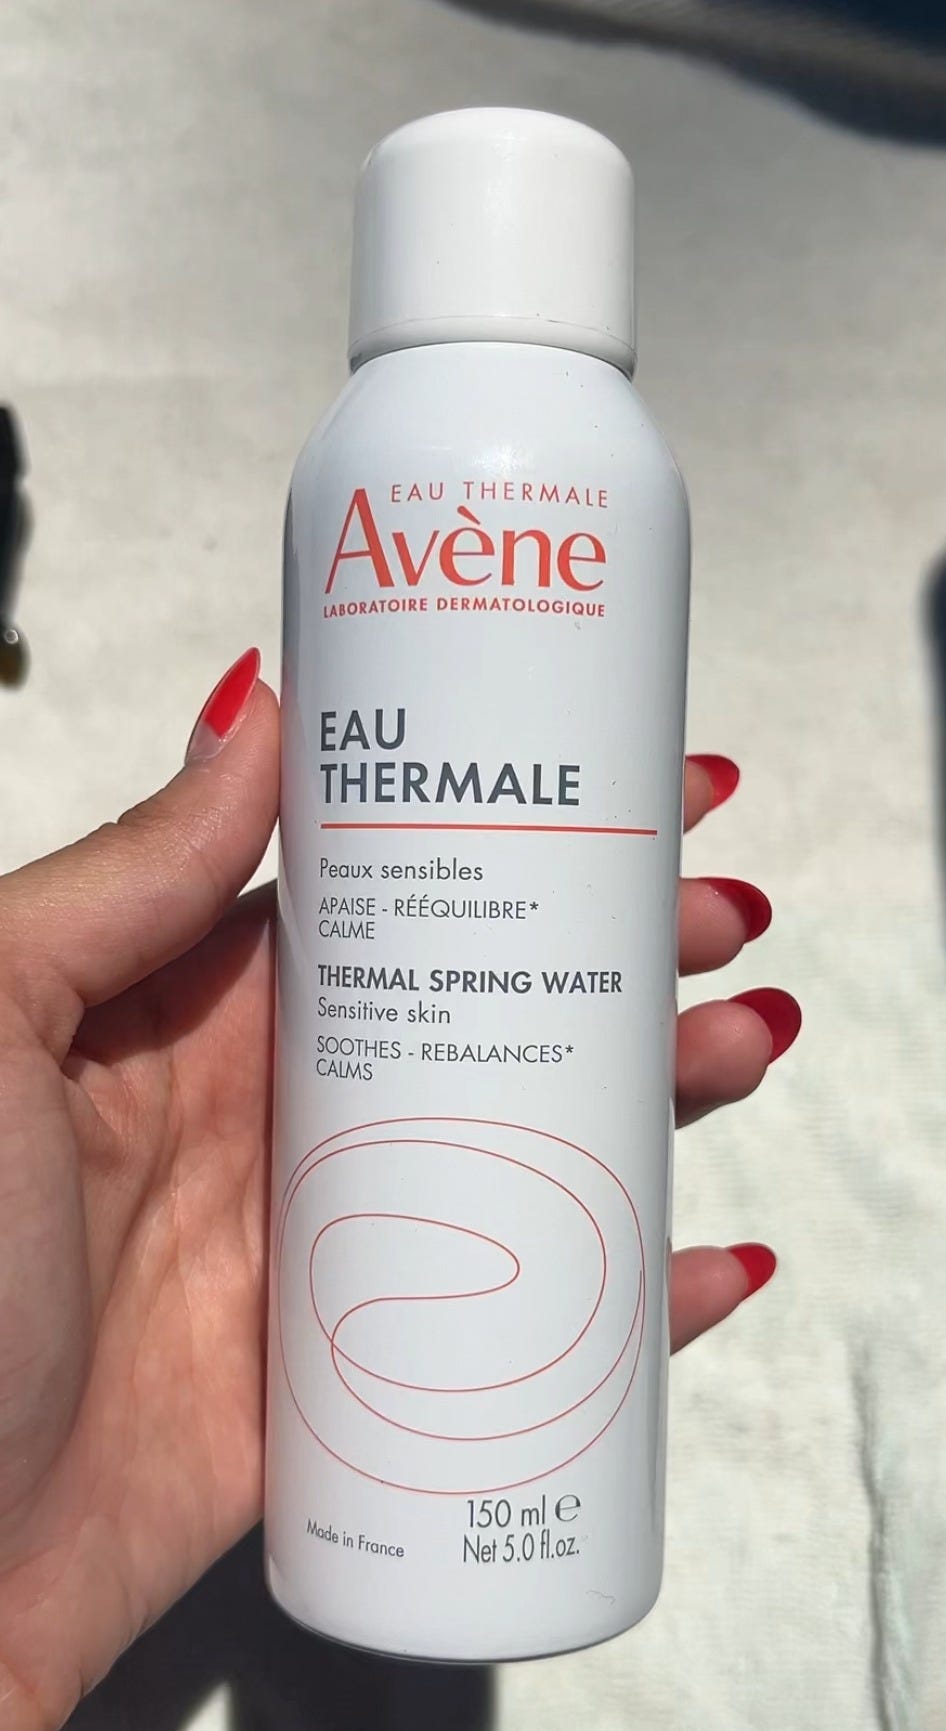 EAU THERMALE
Avène
LABORATOIRE DERMATOLOGIQUE
EAU
THERMALE
Peaux sensibles
APAISE - RÉÉQUILIBRE*
CALME
THERMAL SPRING WATER
Sensitive skin
SOOTHES - REBALANCES*
CALMS
Made in France
150 ml ℮
Net 5.0 fl.oz.